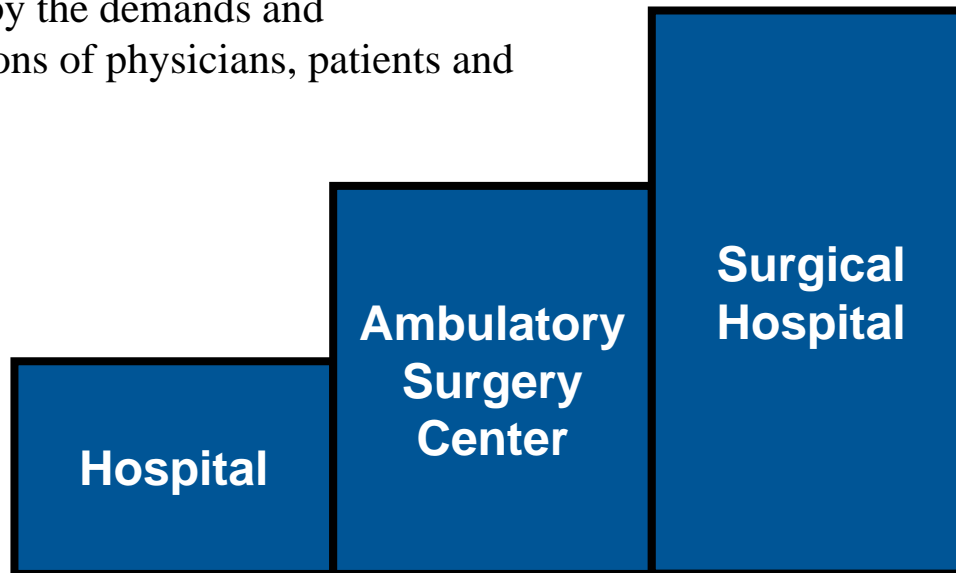 by the demands and
ons of physicians, patients and
Surgical
Hospital
Ambulatory
Surgery
Center
Hospital